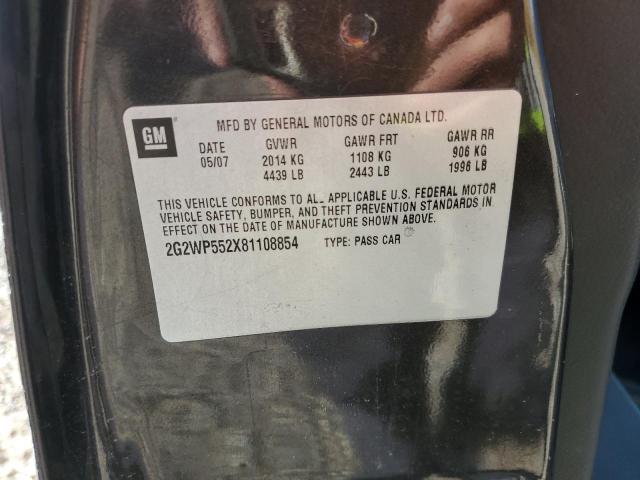 GM
MFD BY GENERAL MOTORS OF CANADA LTD.
DATE GVWR GAWR FRT GAWR RR
05/07 2014 KG 1108 KG 906 KG
4439 LB 2443 LB 1996 LB
THIS VEHICLE CONFORMS TO ALL APPLICABLE U.S. FEDERAL MOTOR
VEHICLE SAFETY, BUMPER, AND THEFT PREVENTION STANDARDS IN
EFFECT ON THE DATE OF MANUFACTURE SHOWN ABOVE.
2G2WP552X81108854 TYPE: PASS CAR